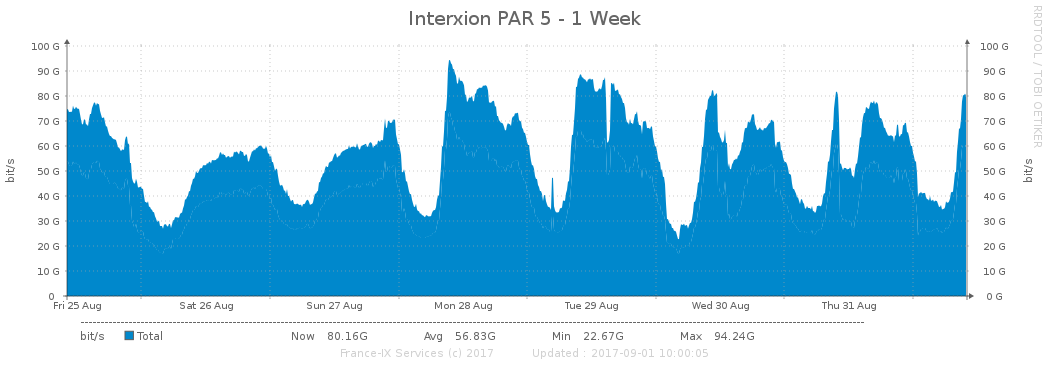 Interxion PAR 5 - 1 Week
RRDTOOL / TOBI OETIKER
bit/s
100 G
90 G
80 G
70 G
60 G
50 G
40 G
30 G
20 G
10 G
0
100 G
90 G
80 G
70 G
60 G
50 G
40 G
30 G
20 G
10 G
0 G
bit/s
Fri 25 Aug Sat 26 Aug Sun 27 Aug Mon 28 Aug Tue 29 Aug Wed 30 Aug Thu 31 Aug
bit/s Total Now 80.16G Avg 56.83G Min 22.67G Max 94.24G
France-IX Services (c) 2017 Updated : 2017-09-01 10:00:05